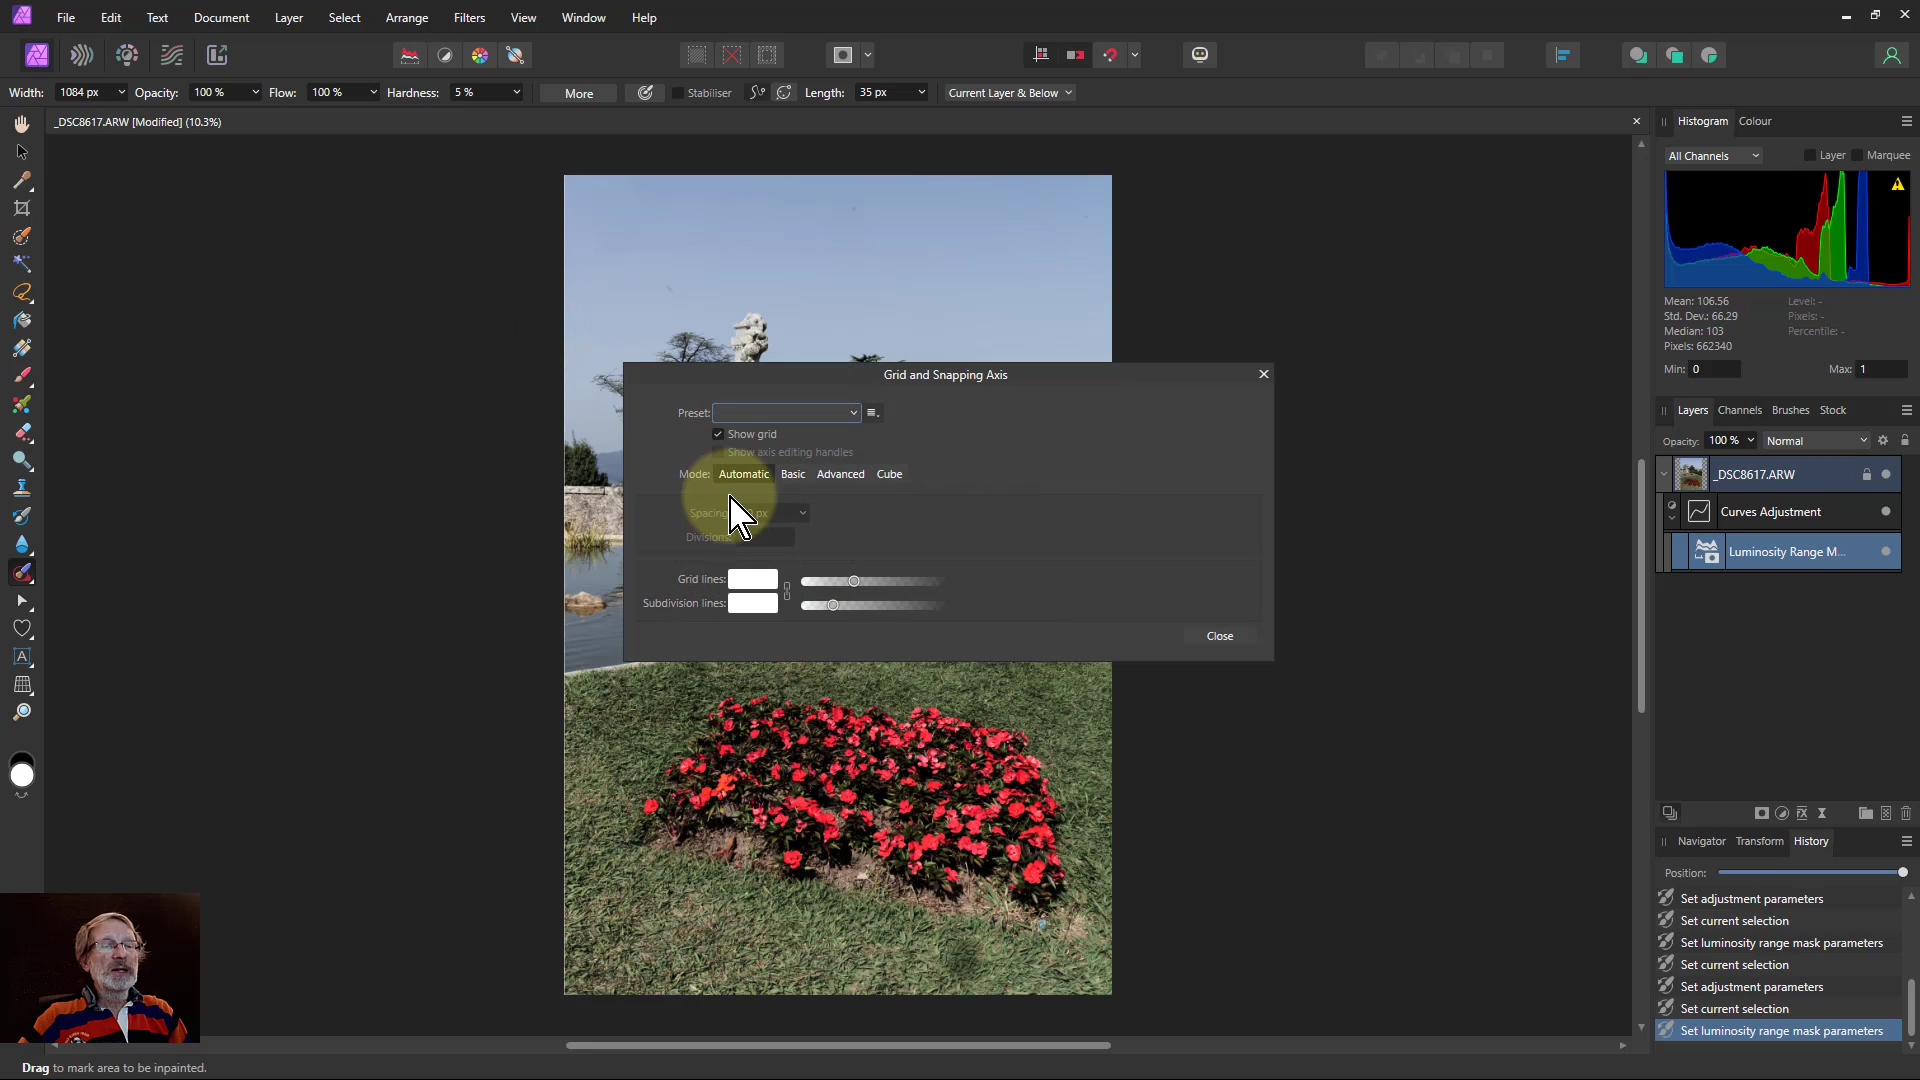 File Edit Text Document Layer Select Arrange Filters View Window Help
Width: 1084 px Opacity: 100 % Flow: 100 % Hardness: 5 % More Stabiliser Length: 35 px Current Layer & Below
_DSC8617.ARW [Modified] (10.3%)
Histogram Colour
All Channels Layer Marquee
Mean: 106.56 Level: -
Std. Dev.: 66.29 Pixels: -
Median: 103 Percentile: -
Pixels: 662340
Min: 0 Max: 1
Grid and Snapping Axis
Preset:
Show grid
Show axis editing handles
Mode: Automatic Basic Advanced Cube
Spacing px
Divisions:
Grid lines:
Subdivision lines:
Close
Layers Channels Brushes Stock
Opacity: 100 % Normal
_DSC8617.ARW
Curves Adjustment
Luminosity Range M...
Navigator Transform History
Position:
Set adjustment parameters
Set current selection
Set luminosity range mask parameters
Set current selection
Set adjustment parameters
Set current selection
Set luminosity range mask parameters
Drag to mark area to be inpainted.